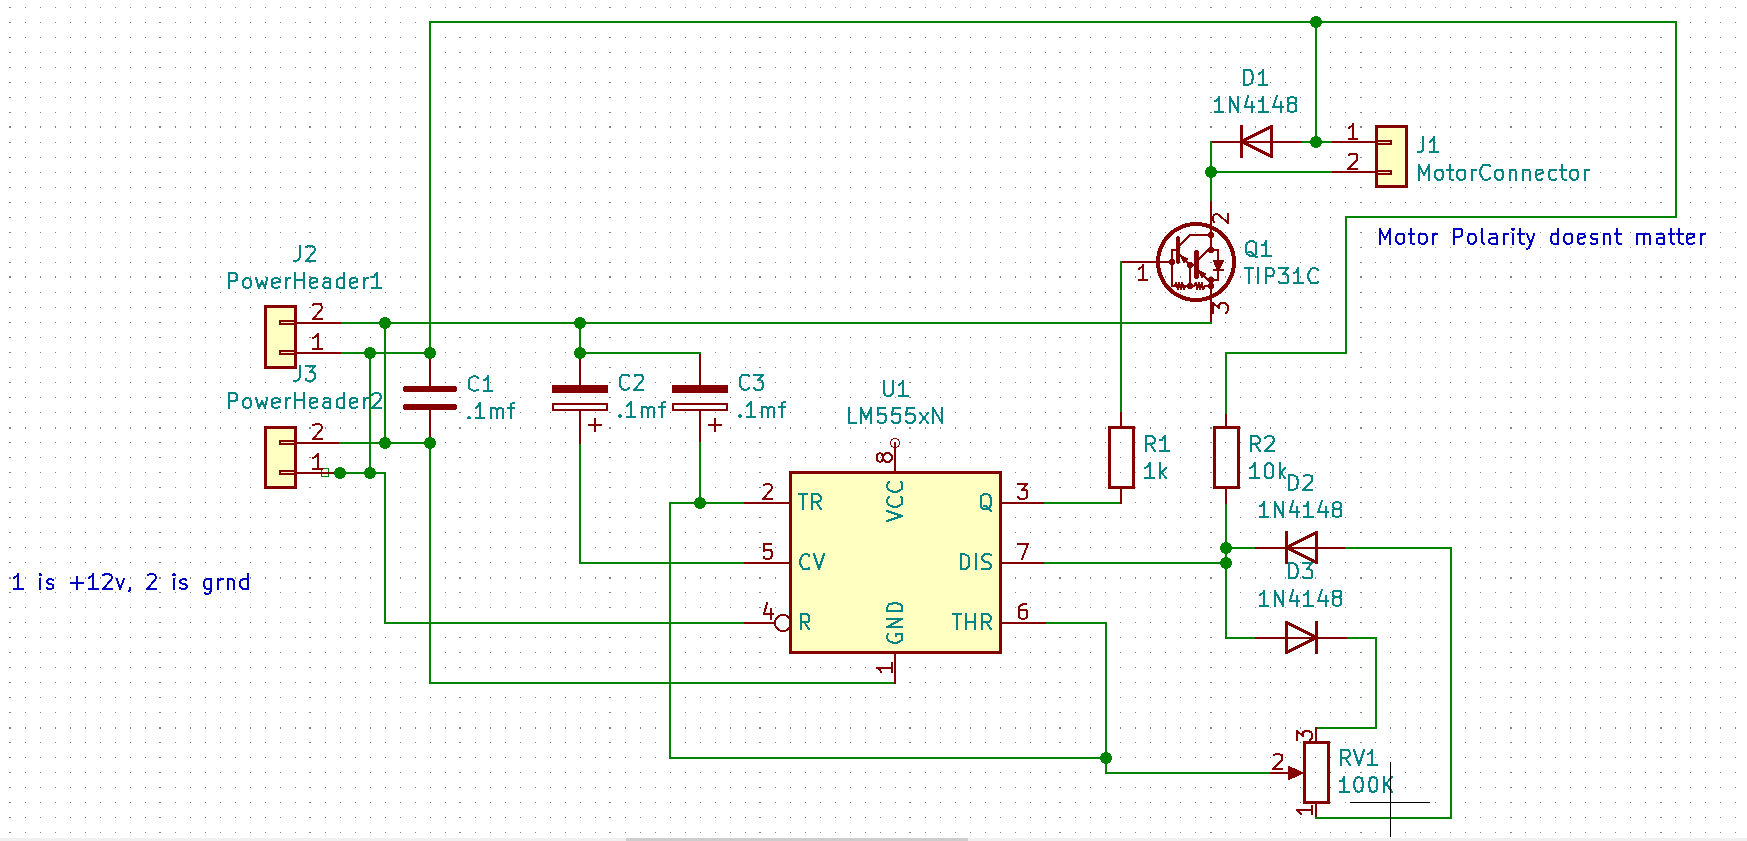 D1
1N4148
1
2
J1
MotorConnector
2
Motor Polarity doesnt matter
Q1
TIP31C
1
3
J2
PowerHeader1
2
1
J3
PowerHeader2
2
1
C1
.1mf
C2
.1mf
+
C3
.1mf
+
U1
LM555xN
8
VCC
2
TR
Q
3
5
CV
DIS
7
4
R
THR
6
GND
1
R1
1k
R2
10k
D2
1N4148
D3
1N4148
1 is +12v, 2 is grnd
3
2
RV1
100K
1